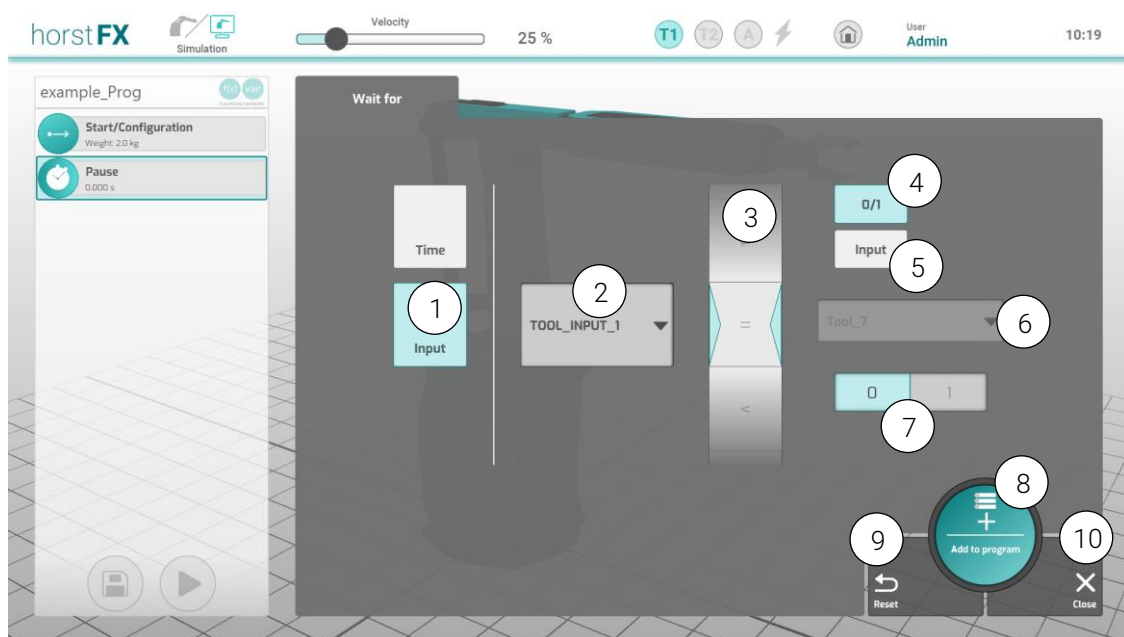 horstFX
Simulation
Velocity
25 %
T1
T2
A
User
Admin
10:19
example_Prog
f(x)
var
Functions/variables
Start/Configuration
Weight: 2.0 kg
Pause
0.000 s
Wait for
Time
1
Input
2
TOOL_INPUT_1
3
=
<
4
0/1
5
Input
6
Tool_7
7
0
1
8
Add to program
9
Reset
10
Close